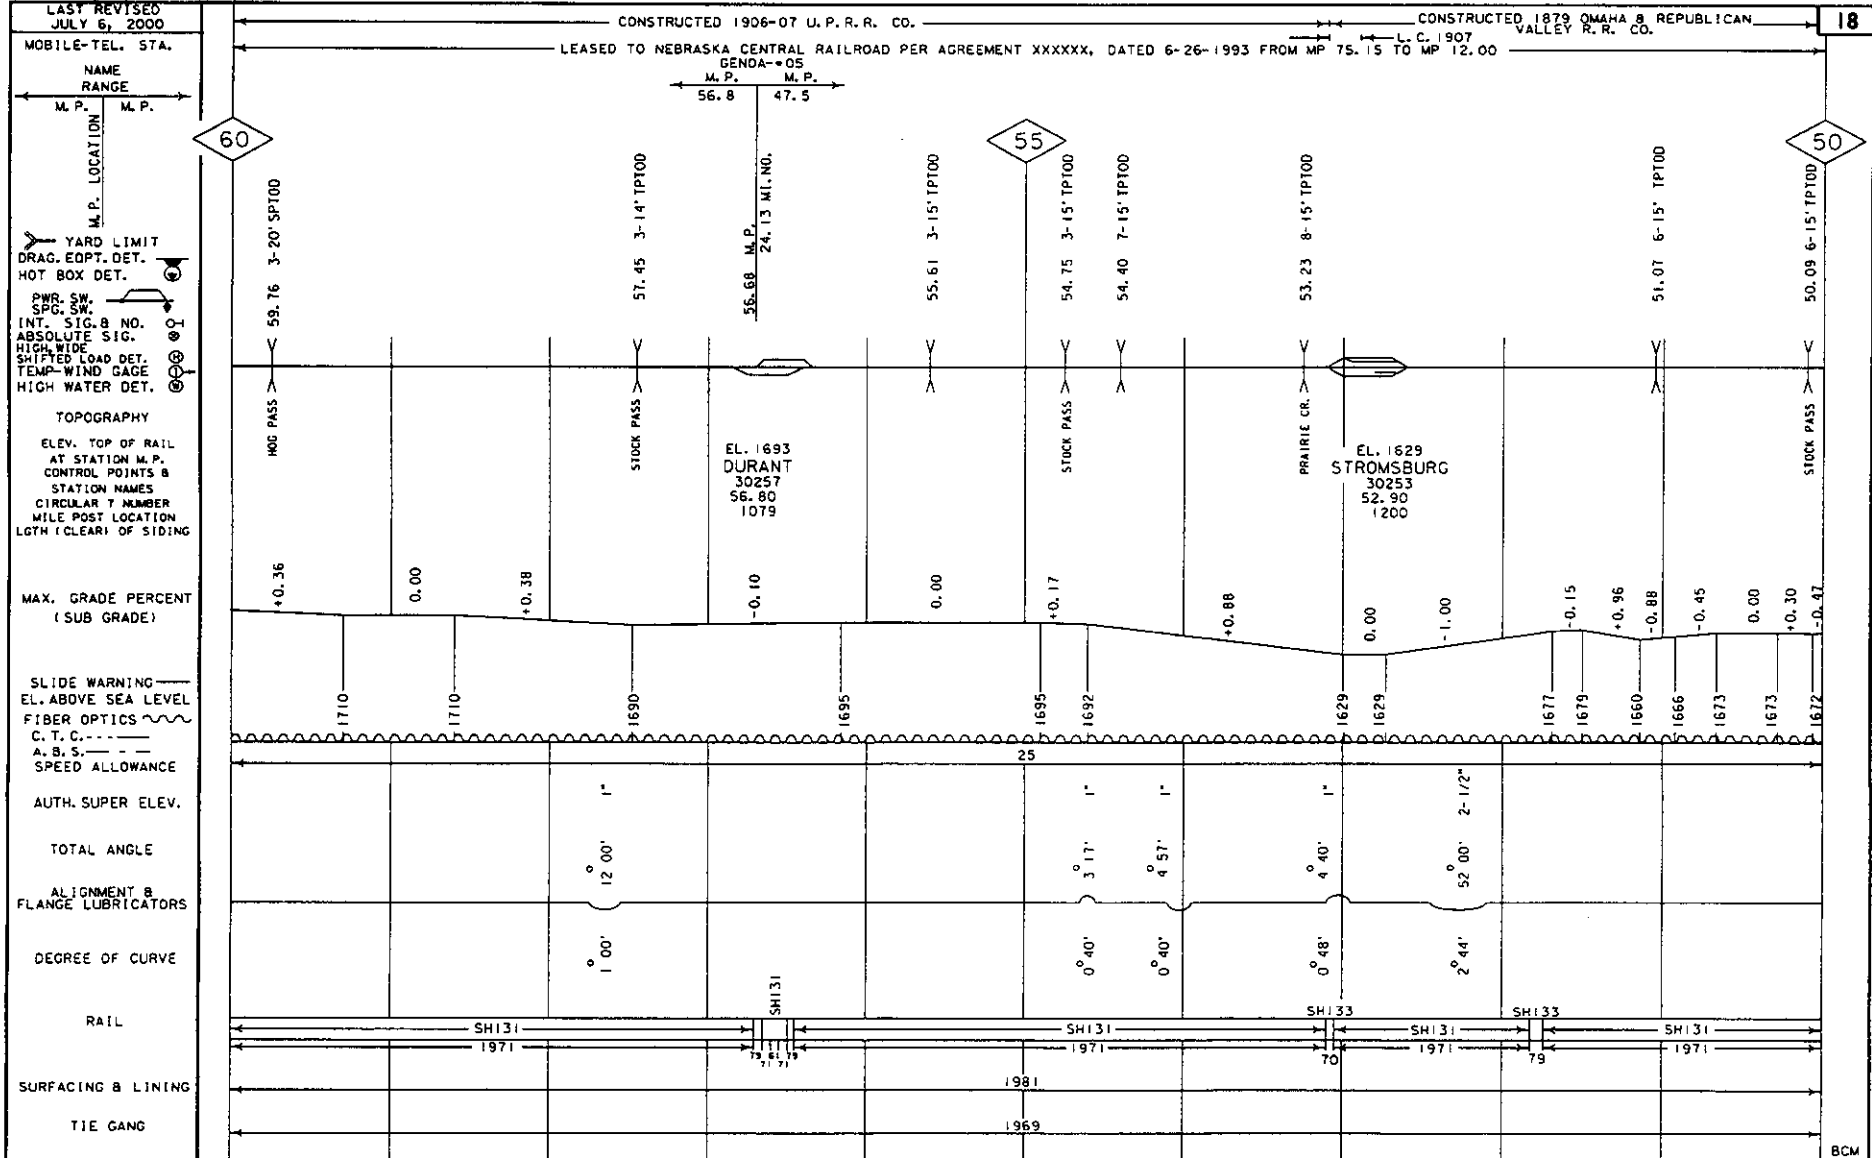 LAST REVISED
JULY 6, 2000
CONSTRUCTED 1906-07 U.P.R.R. CO.
CONSTRUCTED 1879 OMAHA & REPUBLICAN
VALLEY R.R. CO.
18
L.C. 1907
LEASED TO NEBRASKA CENTRAL RAILROAD PER AGREEMENT XXXXXX, DATED 6-26-1993 FROM MP 75.15 TO MP 12.00
GENOA-•05
M.P. M.P.
56.8 47.5
MOBILE-TEL. STA.
NAME
RANGE
M.P. M.P.
M.P. LOCATION
60
55
50
YARD LIMIT
DRAG. EQPT. DET.
HOT BOX DET.
PWR. SW.
SPG. SW.
INT. SIG. & NO.
ABSOLUTE SIG.
HIGH, WIDE
SHIFTED LOAD DET.
TEMP-WIND GAGE
HIGH WATER DET.
59.76 3-20' SPTOD
57.45 3-14' TPTOD
56.68 M.P.
24.13 MI. NO.
55.61 3-15' TPTOD
54.75 3-15' TPTOD
54.40 7-15' TPTOD
53.23 8-15' TPTOD
51.07 6-15' TPTOD
50.09 6-15' TPTOD
TOPOGRAPHY
HOG PASS
STOCK PASS
STOCK PASS
PRAIRIE CR.
STOCK PASS
ELEV. TOP OF RAIL
AT STATION M.P.
CONTROL POINTS &
STATION NAMES
CIRCULAR 7 NUMBER
MILE POST LOCATION
LGTH (CLEAR) OF SIDING
EL. 1693
DURANT
30257
56.80
1079
EL. 1629
STROMSBURG
30253
52.90
1200
MAX. GRADE PERCENT
(SUB GRADE)
+0.36 0.00 +0.38 -0.10 0.00 +0.17 +0.88 0.00 -1.00 -0.15 +0.96 -0.88 -0.45 0.00 +0.30 -0.47
SLIDE WARNING
EL. ABOVE SEA LEVEL
1710 1710 1690 1695 1695 1692 1629 1629 1677 1679 1660 1666 1673 1673 1672
FIBER OPTICS
C.T.C.
A.B.S.
SPEED ALLOWANCE
25
AUTH. SUPER ELEV.
1" 1" 1" 1" 2-1/2"
TOTAL ANGLE
12°00' 3°17' 4°57' 4°40' 52°00'
ALIGNMENT &
FLANGE LUBRICATORS
DEGREE OF CURVE
1°00' 0°40' 0°40' 0°48' 2°44'
RAIL
SH131
SH133 SH133
SH131 SH131 SH131 SH131
1971 79 71 61 71 79 1971 70 1971 79 1971
SURFACING & LINING
1981
TIE GANG
1969
BCM